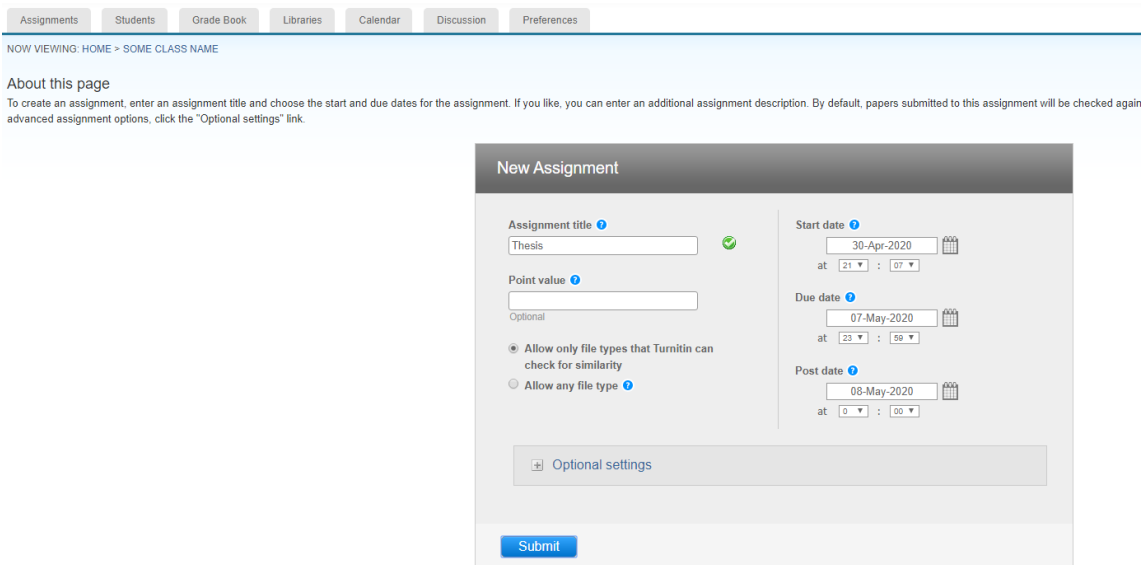 Assignments Students Grade Book Libraries Calendar Discussion Preferences
NOW VIEWING: HOME > SOME CLASS NAME
About this page
To create an assignment, enter an assignment title and choose the start and due dates for the assignment. If you like, you can enter an additional assignment description. By default, papers submitted to this assignment will be checked again
advanced assignment options, click the "Optional settings" link.
New Assignment
Assignment title ?
Thesis
Point value ?
Optional
Allow only file types that Turnitin can
check for similarity
Allow any file type ?
Start date ?
30-Apr-2020
at 21 : 07
Due date ?
07-May-2020
at 23 : 59
Post date ?
08-May-2020
at 0 : 00
+ Optional settings
Submit